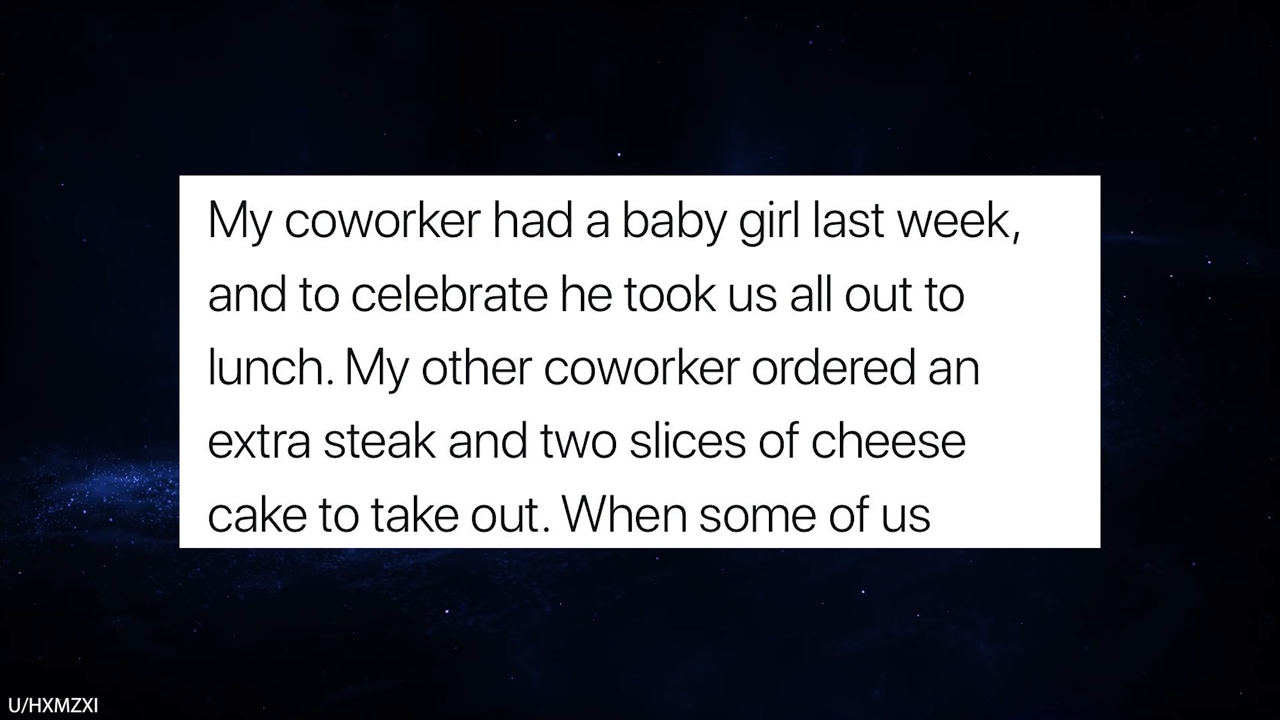 My coworker had a baby girl last week,
and to celebrate he took us all out to
lunch. My other coworker ordered an
extra steak and two slices of cheese
cake to take out. When some of us
U/HXMZXI